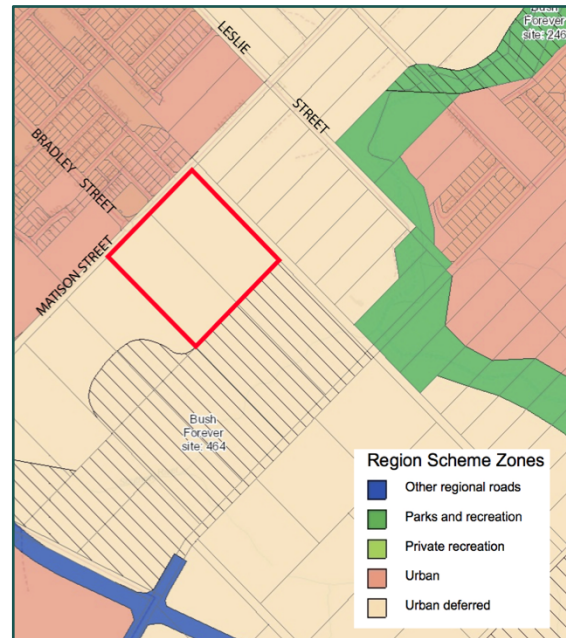 Bush
Forever
site: 246
LESLIE
STREET
BRADLEY STREET
MATISON STREET
Bush
Forever
site: 464
Region Scheme Zones
Other regional roads
Parks and recreation
Private recreation
Urban
Urban deferred